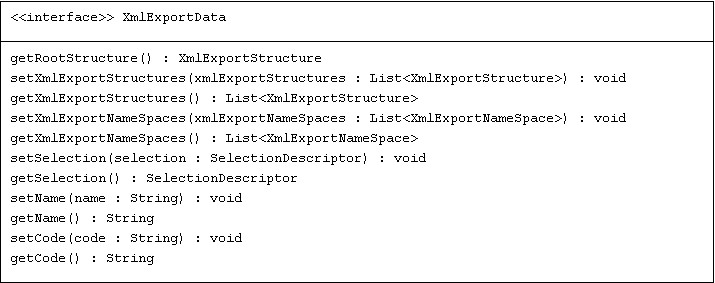 <<interface>> XmlExportData
getRootStructure() : XmlExportStructure
setXmlExportStructures(xmlExportStructures : List<XmlExportStructure>) : void
getXmlExportStructures() : List<XmlExportStructure>
setXmlExportNameSpaces(xmlExportNameSpaces : List<XmlExportNameSpace>) : void
getXmlExportNameSpaces() : List<XmlExportNameSpace>
setSelection(selection : SelectionDescriptor) : void
getSelection() : SelectionDescriptor
setName(name : String) : void
getName() : String
setCode(code : String) : void
getCode() : String